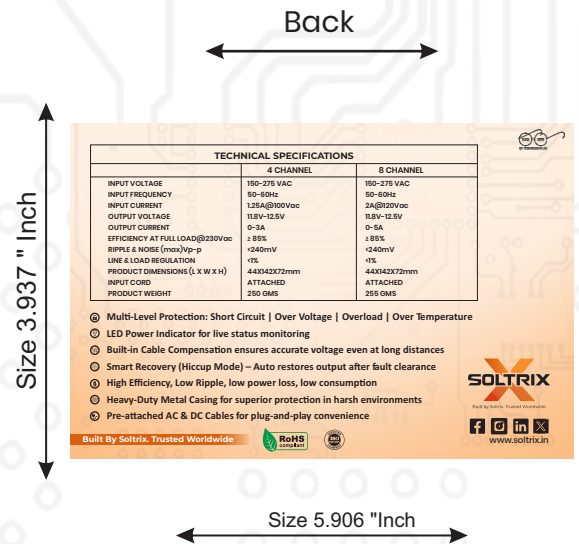 Back
Size 3.937 " Inch
TECHNICAL SPECIFICATIONS
4 CHANNEL 8 CHANNEL
INPUT VOLTAGE 150-275 VAC 150-275 VAC
INPUT FREQUENCY 50-60Hz 50-60Hz
INPUT CURRENT 1.25A@100Vac 2A@120Vac
OUTPUT VOLTAGE 11.8V-12.5V 11.8V-12.5V
OUTPUT CURRENT 0-3A 0-5A
EFFICIENCY AT FULL LOAD@230Vac ≥ 85% ≥ 85%
RIPPLE & NOISE (max)Vp-p <240mV <240mV
LINE & LOAD REGULATION <1% <1%
PRODUCT DIMENSIONS (L X W X H) 44X142X72mm 44X142X72mm
INPUT CORD ATTACHED ATTACHED
PRODUCT WEIGHT 250 GMS 255 GMS
Multi-Level Protection: Short Circuit | Over Voltage | Overload | Over Temperature
LED Power Indicator for live status monitoring
Built-in Cable Compensation ensures accurate voltage even at long distances
Smart Recovery (Hiccup Mode) – Auto restores output after fault clearance
High Efficiency, Low Ripple, low power loss, low consumption
Heavy-Duty Metal Casing for superior protection in harsh environments
Pre-attached AC & DC Cables for plug-and-play convenience
SOLTRIX
Built By Soltrix. Trusted Worldwide
www.soltrix.in
Built By Soltrix. Trusted Worldwide
RoHS
compliant
ISO
Size 5.906 "Inch